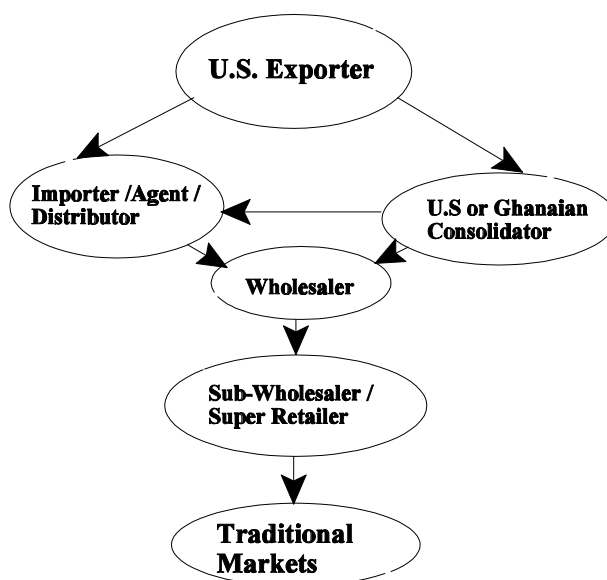 U.S. Exporter
Importer /Agent /
Distributor
U.S or Ghanaian
Consolidator
Wholesaler
Sub-Wholesaler /
Super Retailer
Traditional
Markets